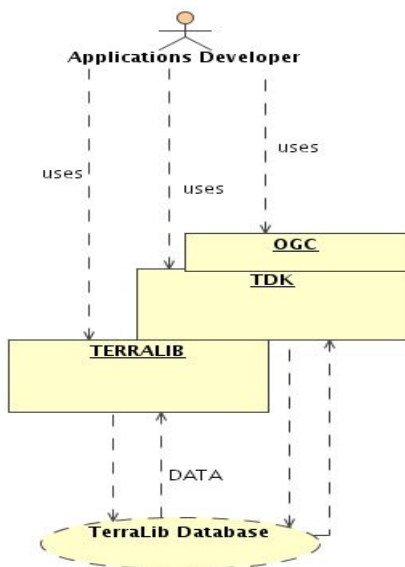 Applications Developer
uses
uses
uses
OGC
TDK
TERRALIB
DATA
TerraLib Database